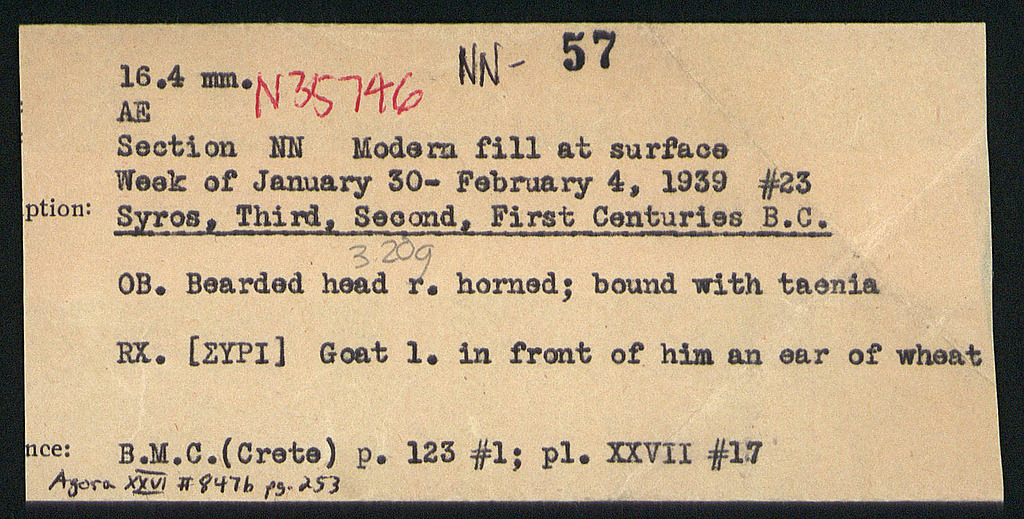 NN- 57
16.4 mm. N35746
AE
Section NN Modern fill at surface
Week of January 30- February 4, 1939 #23
ption: Syros, Third, Second, First Centuries B.C.
3 20g
OB. Bearded head r. horned; bound with taenia
RX. [ΣΥΡΙ] Goat l. in front of him an ear of wheat
nce: B.M.C.(Crete) p. 123 #1; pl. XXVII #17
Agora XXVI #847b pg. 253